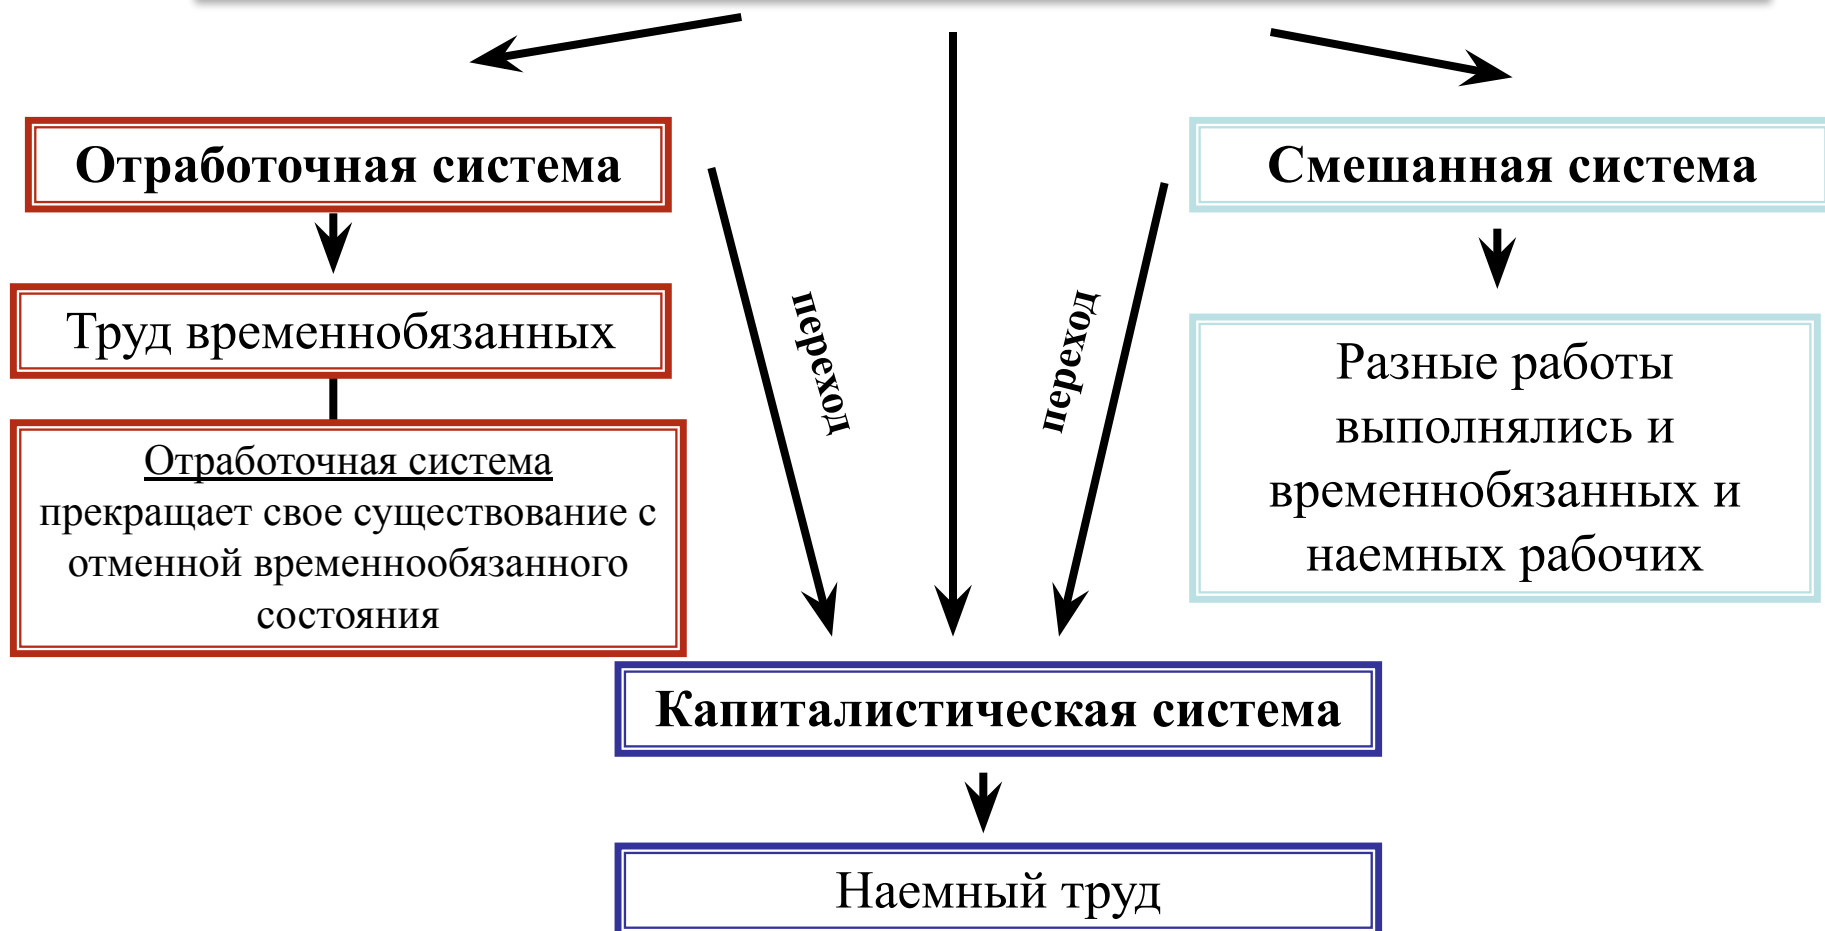 Отработочная система
Смешанная система
Труд временнобязанных
переход
переход
Разные работы
выполнялись и
временнобязанных и
наемных рабочих
Отработочная система
прекращает свое существование с
отменной временнообязанного
состояния
Капиталистическая система
Наемный труд